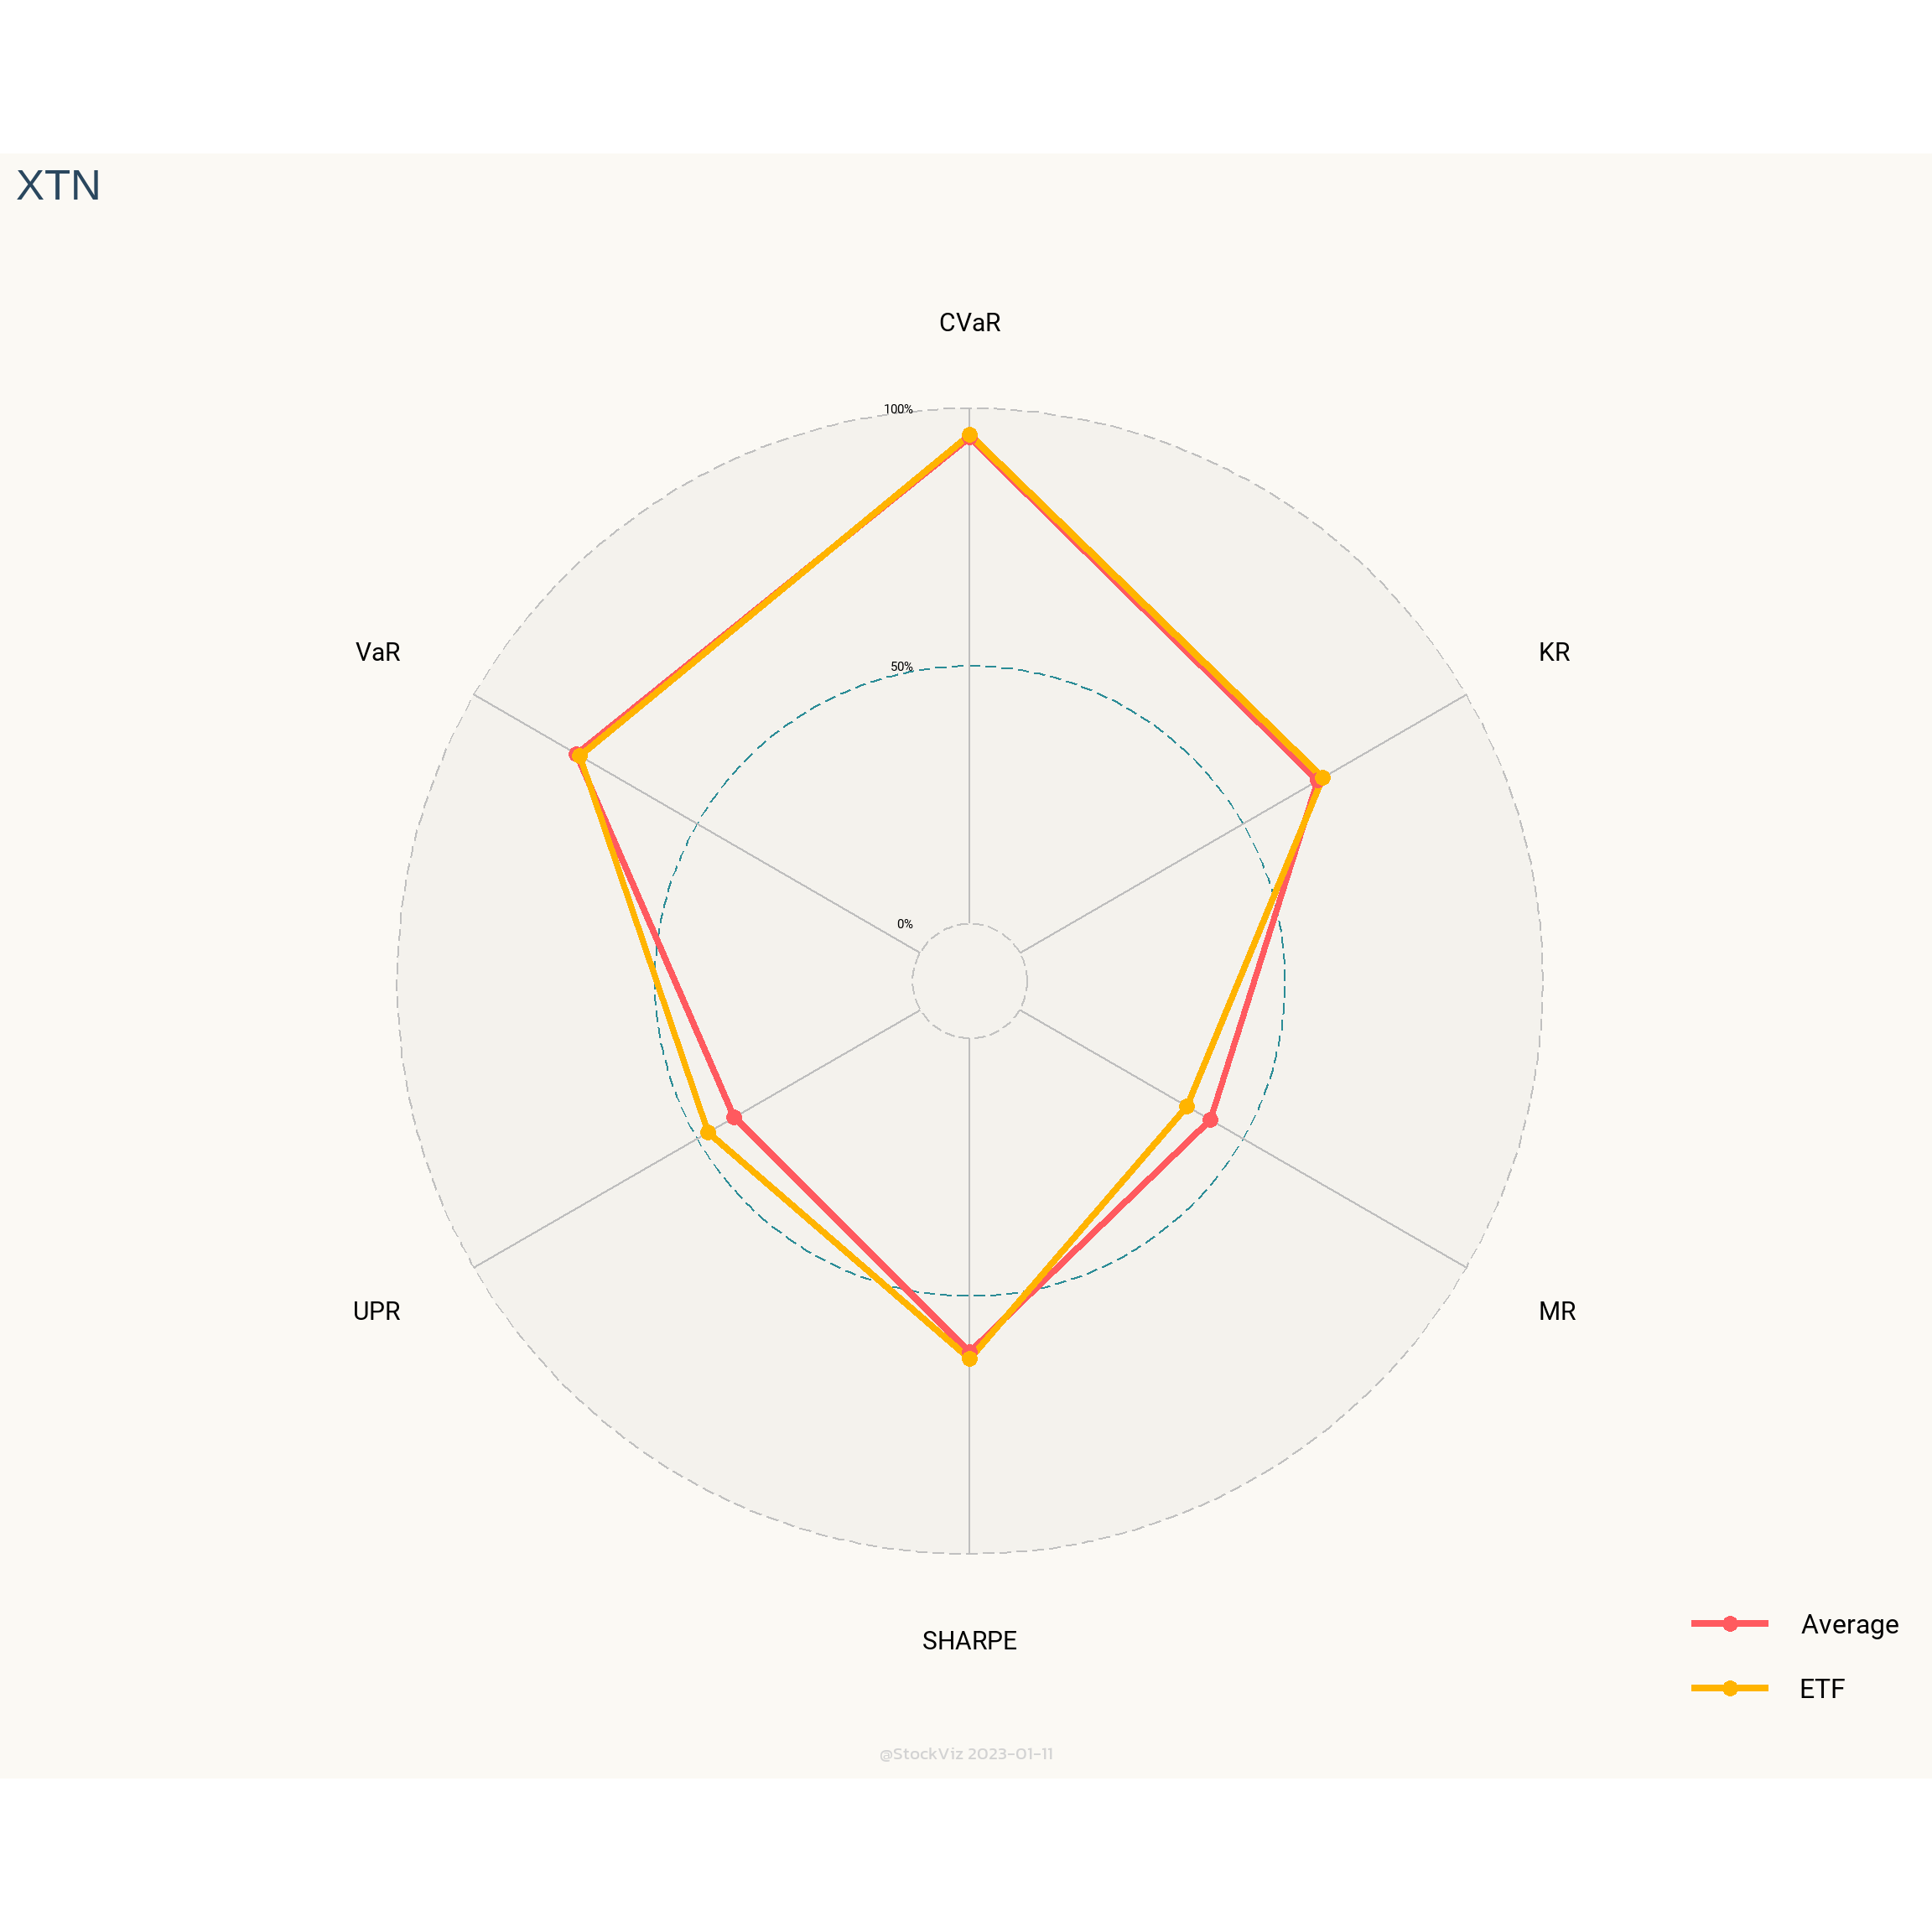 XTN
CVaR
100%
KR
VaR
50%
0%
UPR
MR
SHARPE
Average
ETF
@StockViz 2023-01-11